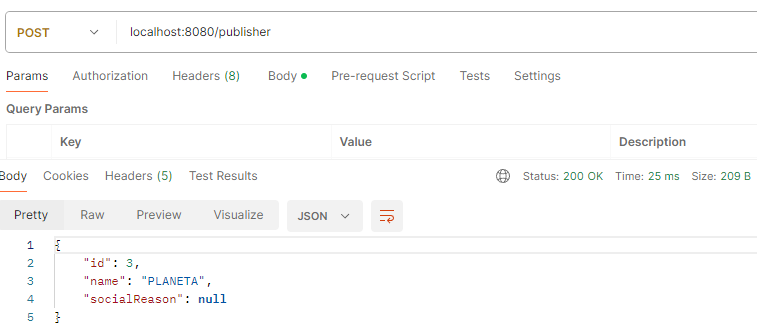 POST localhost:8080/publisher
Params Authorization Headers (8) Body Pre-request Script Tests Settings
Query Params
Key Value Description
Body Cookies Headers (5) Test Results Status: 200 OK Time: 25 ms Size: 209 B
Pretty Raw Preview Visualize JSON
1 {
2 "id": 3,
3 "name": "PLANETA",
4 "socialReason": null
5 }